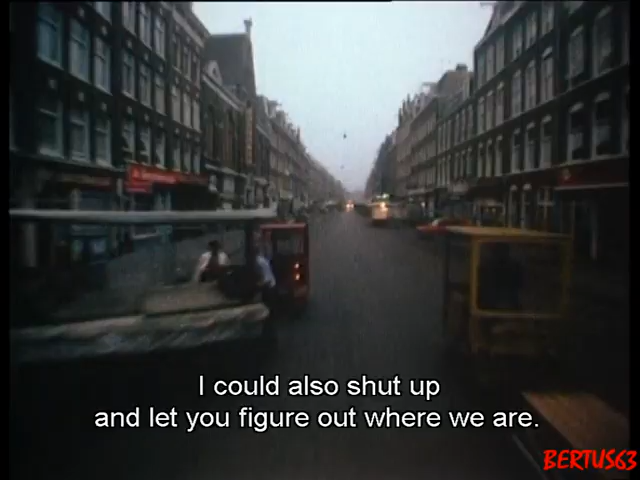 I could also shut up
and let you figure out where we are.
BERTUS63